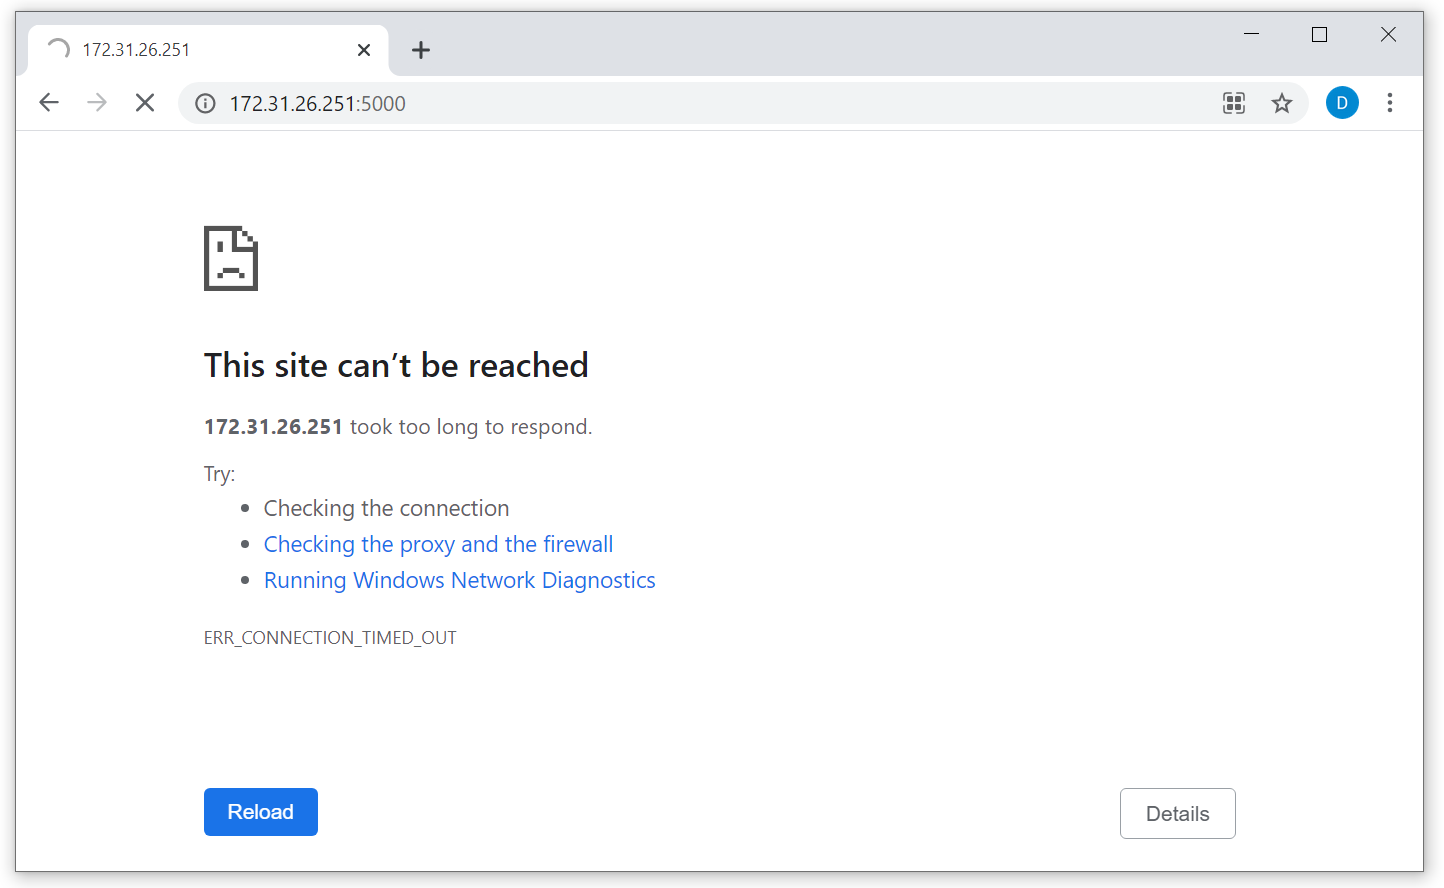 172.31.26.251
172.31.26.251:5000
D
This site can’t be reached
172.31.26.251 took too long to respond.
Try:
Checking the connection
Checking the proxy and the firewall
Running Windows Network Diagnostics
ERR_CONNECTION_TIMED_OUT
Reload
Details